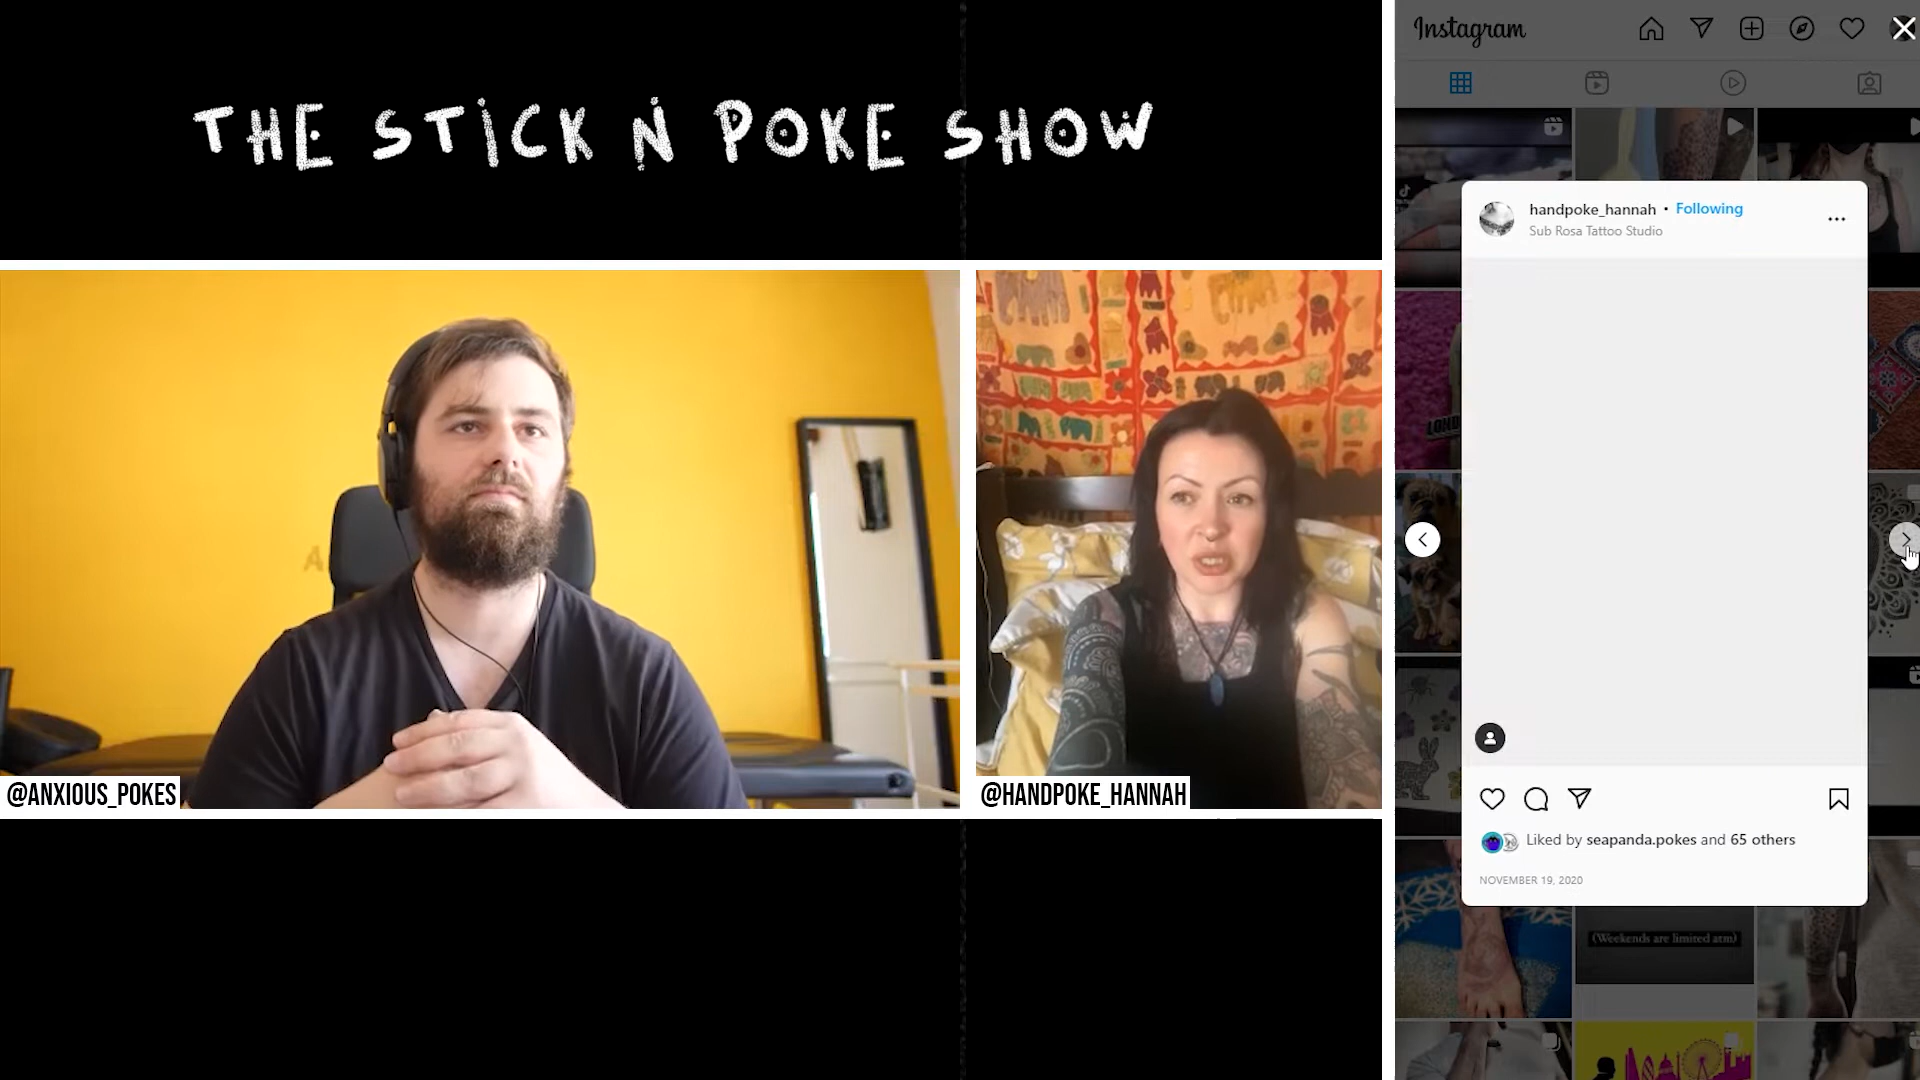 THE STICK N POKE SHOW
@ANXIOUS_POKES
@HANDPOKE_HANNAH
Instagram
handpoke_hannah • Following
Sub Rosa Tattoo Studio
Liked by seapanda.pokes and 65 others
NOVEMBER 19, 2020
(Weekends are limited atm)